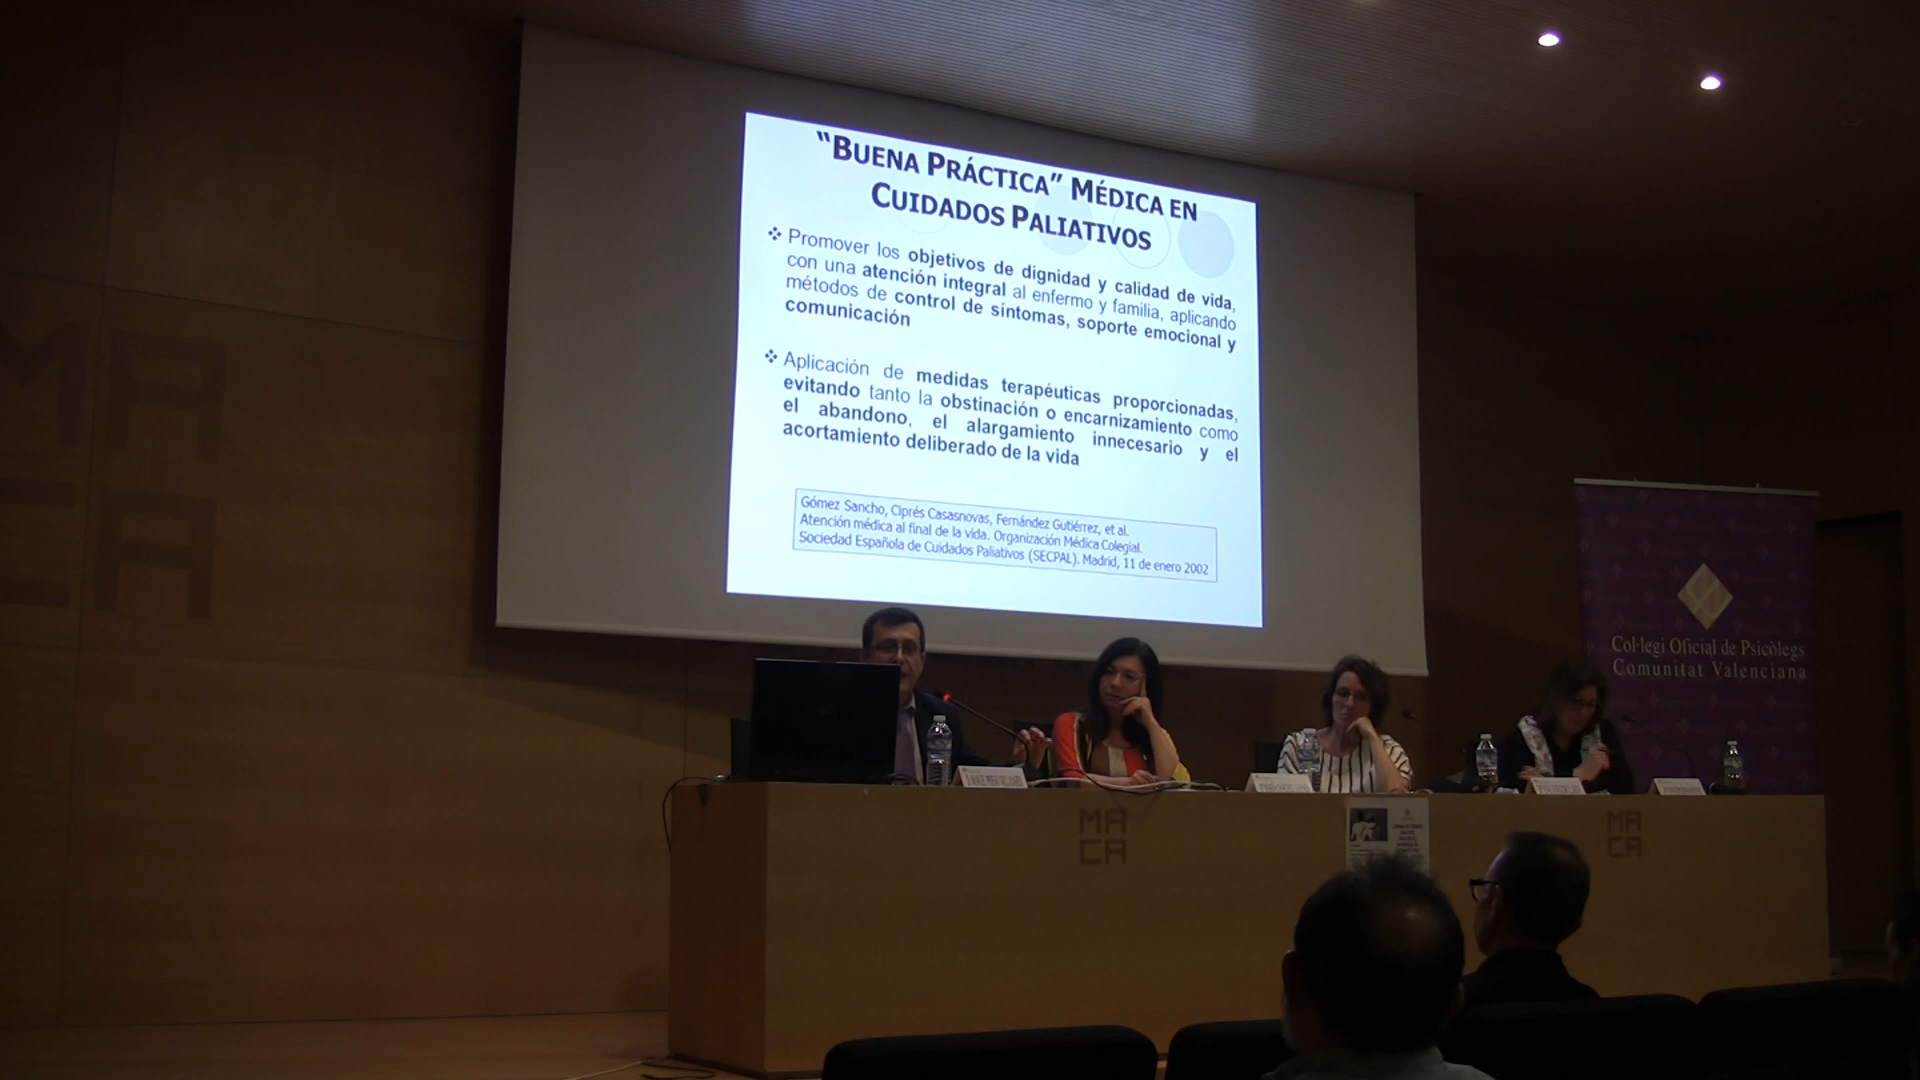 “BUENA PRÁCTICA” MÉDICA EN
CUIDADOS PALIATIVOS
❖ Promover los objetivos de dignidad y calidad de vida,
con una atención integral al enfermo y familia, aplicando
métodos de control de síntomas, soporte emocional y
comunicación
❖ Aplicación de medidas terapéuticas proporcionadas,
evitando tanto la obstinación o encarnizamiento como
el abandono, el alargamiento innecesario y el
acortamiento deliberado de la vida
Gómez Sancho, Ciprés Casasnovas, Fernández Gutiérrez, et al.
Atención médica al final de la vida. Organización Médica Colegial.
Sociedad Española de Cuidados Paliativos (SECPAL). Madrid, 11 de enero 2002
MA
CA
Col·legi Oficial de Psicòlegs
Comunitat Valenciana
MA
CA
MA
CA